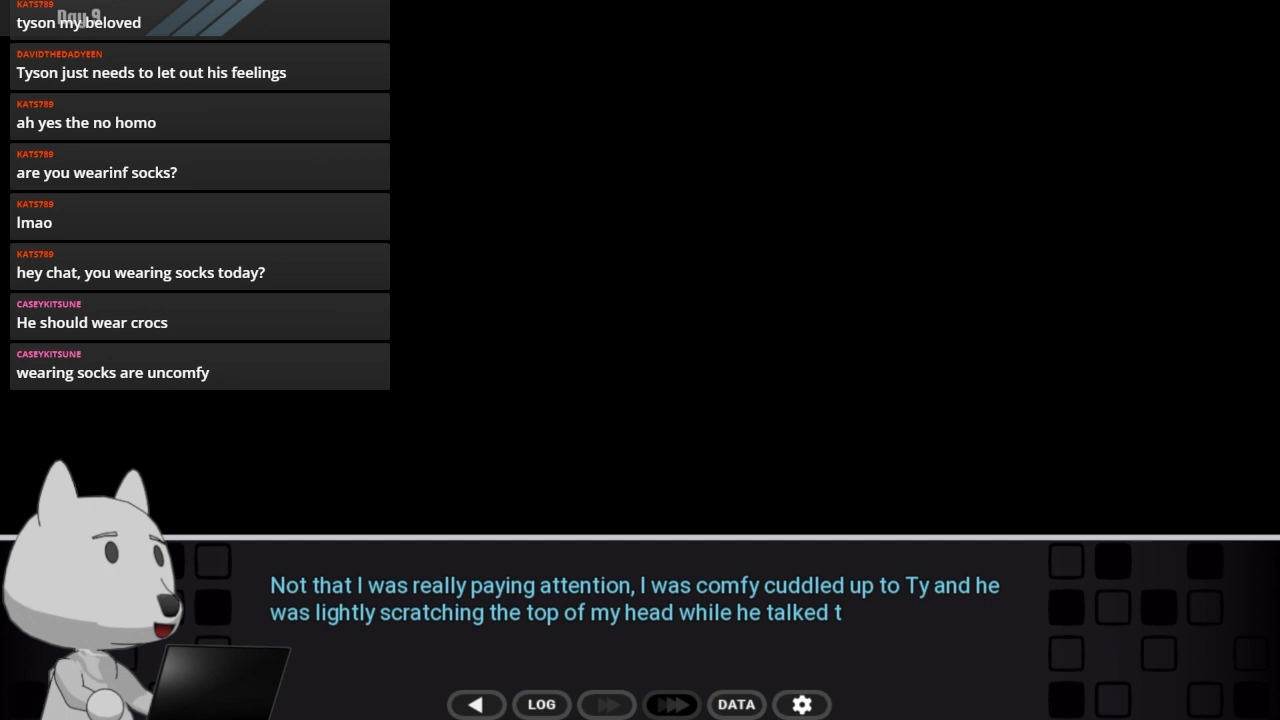 KATS789
Day 9
tyson my beloved
DAVIDTHEDADYEEN
Tyson just needs to let out his feelings
KATS789
ah yes the no homo
KATS789
are you wearinf socks?
KATS789
lmao
KATS789
hey chat, you wearing socks today?
CASEYKITSUNE
He should wear crocs
CASEYKITSUNE
wearing socks are uncomfy
Not that I was really paying attention, I was comfy cuddled up to Ty and he
was lightly scratching the top of my head while he talked t
LOG
DATA